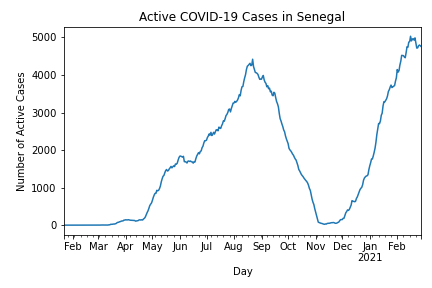 Active COVID-19 Cases in Senegal
Number of Active Cases
5000
4000
3000
2000
1000
0
Feb Mar Apr May Jun Jul Aug Sep Oct Nov Dec Jan Feb
2021
Day